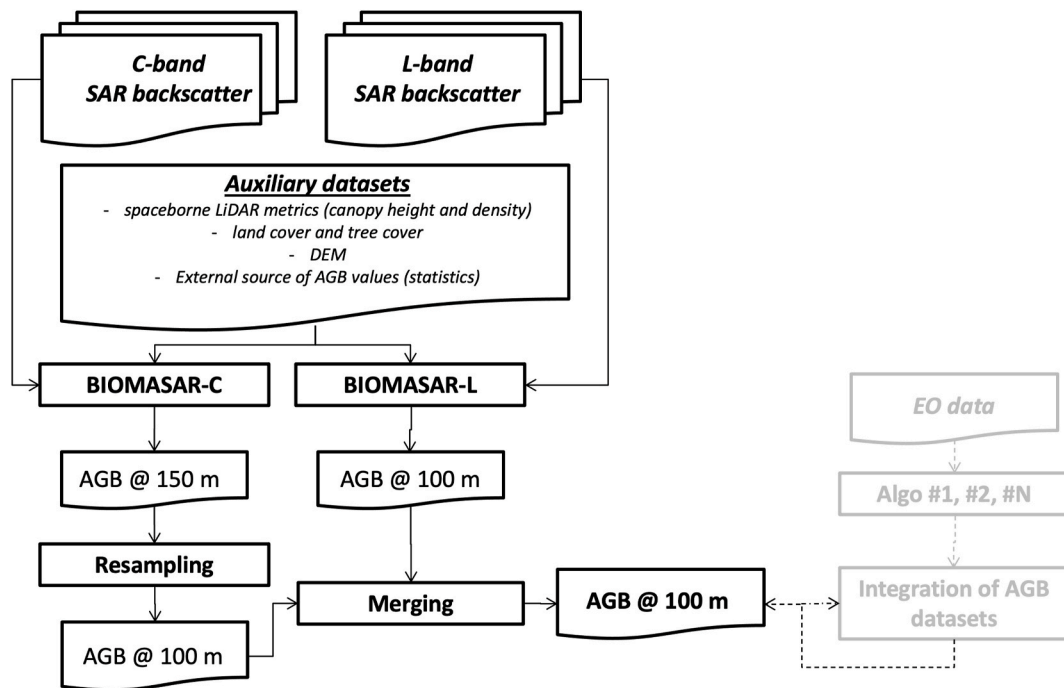 C-band
SAR backscatter
L-band
SAR backscatter
Auxiliary datasets
- spaceborne LiDAR metrics (canopy height and density)
- land cover and tree cover
- DEM
- External source of AGB values (statistics)
BIOMASAR-C
BIOMASAR-L
EO data
AGB @ 150 m
AGB @ 100 m
Algo #1, #2, #N
Resampling
Merging
AGB @ 100 m
Integration of AGB
datasets
AGB @ 100 m